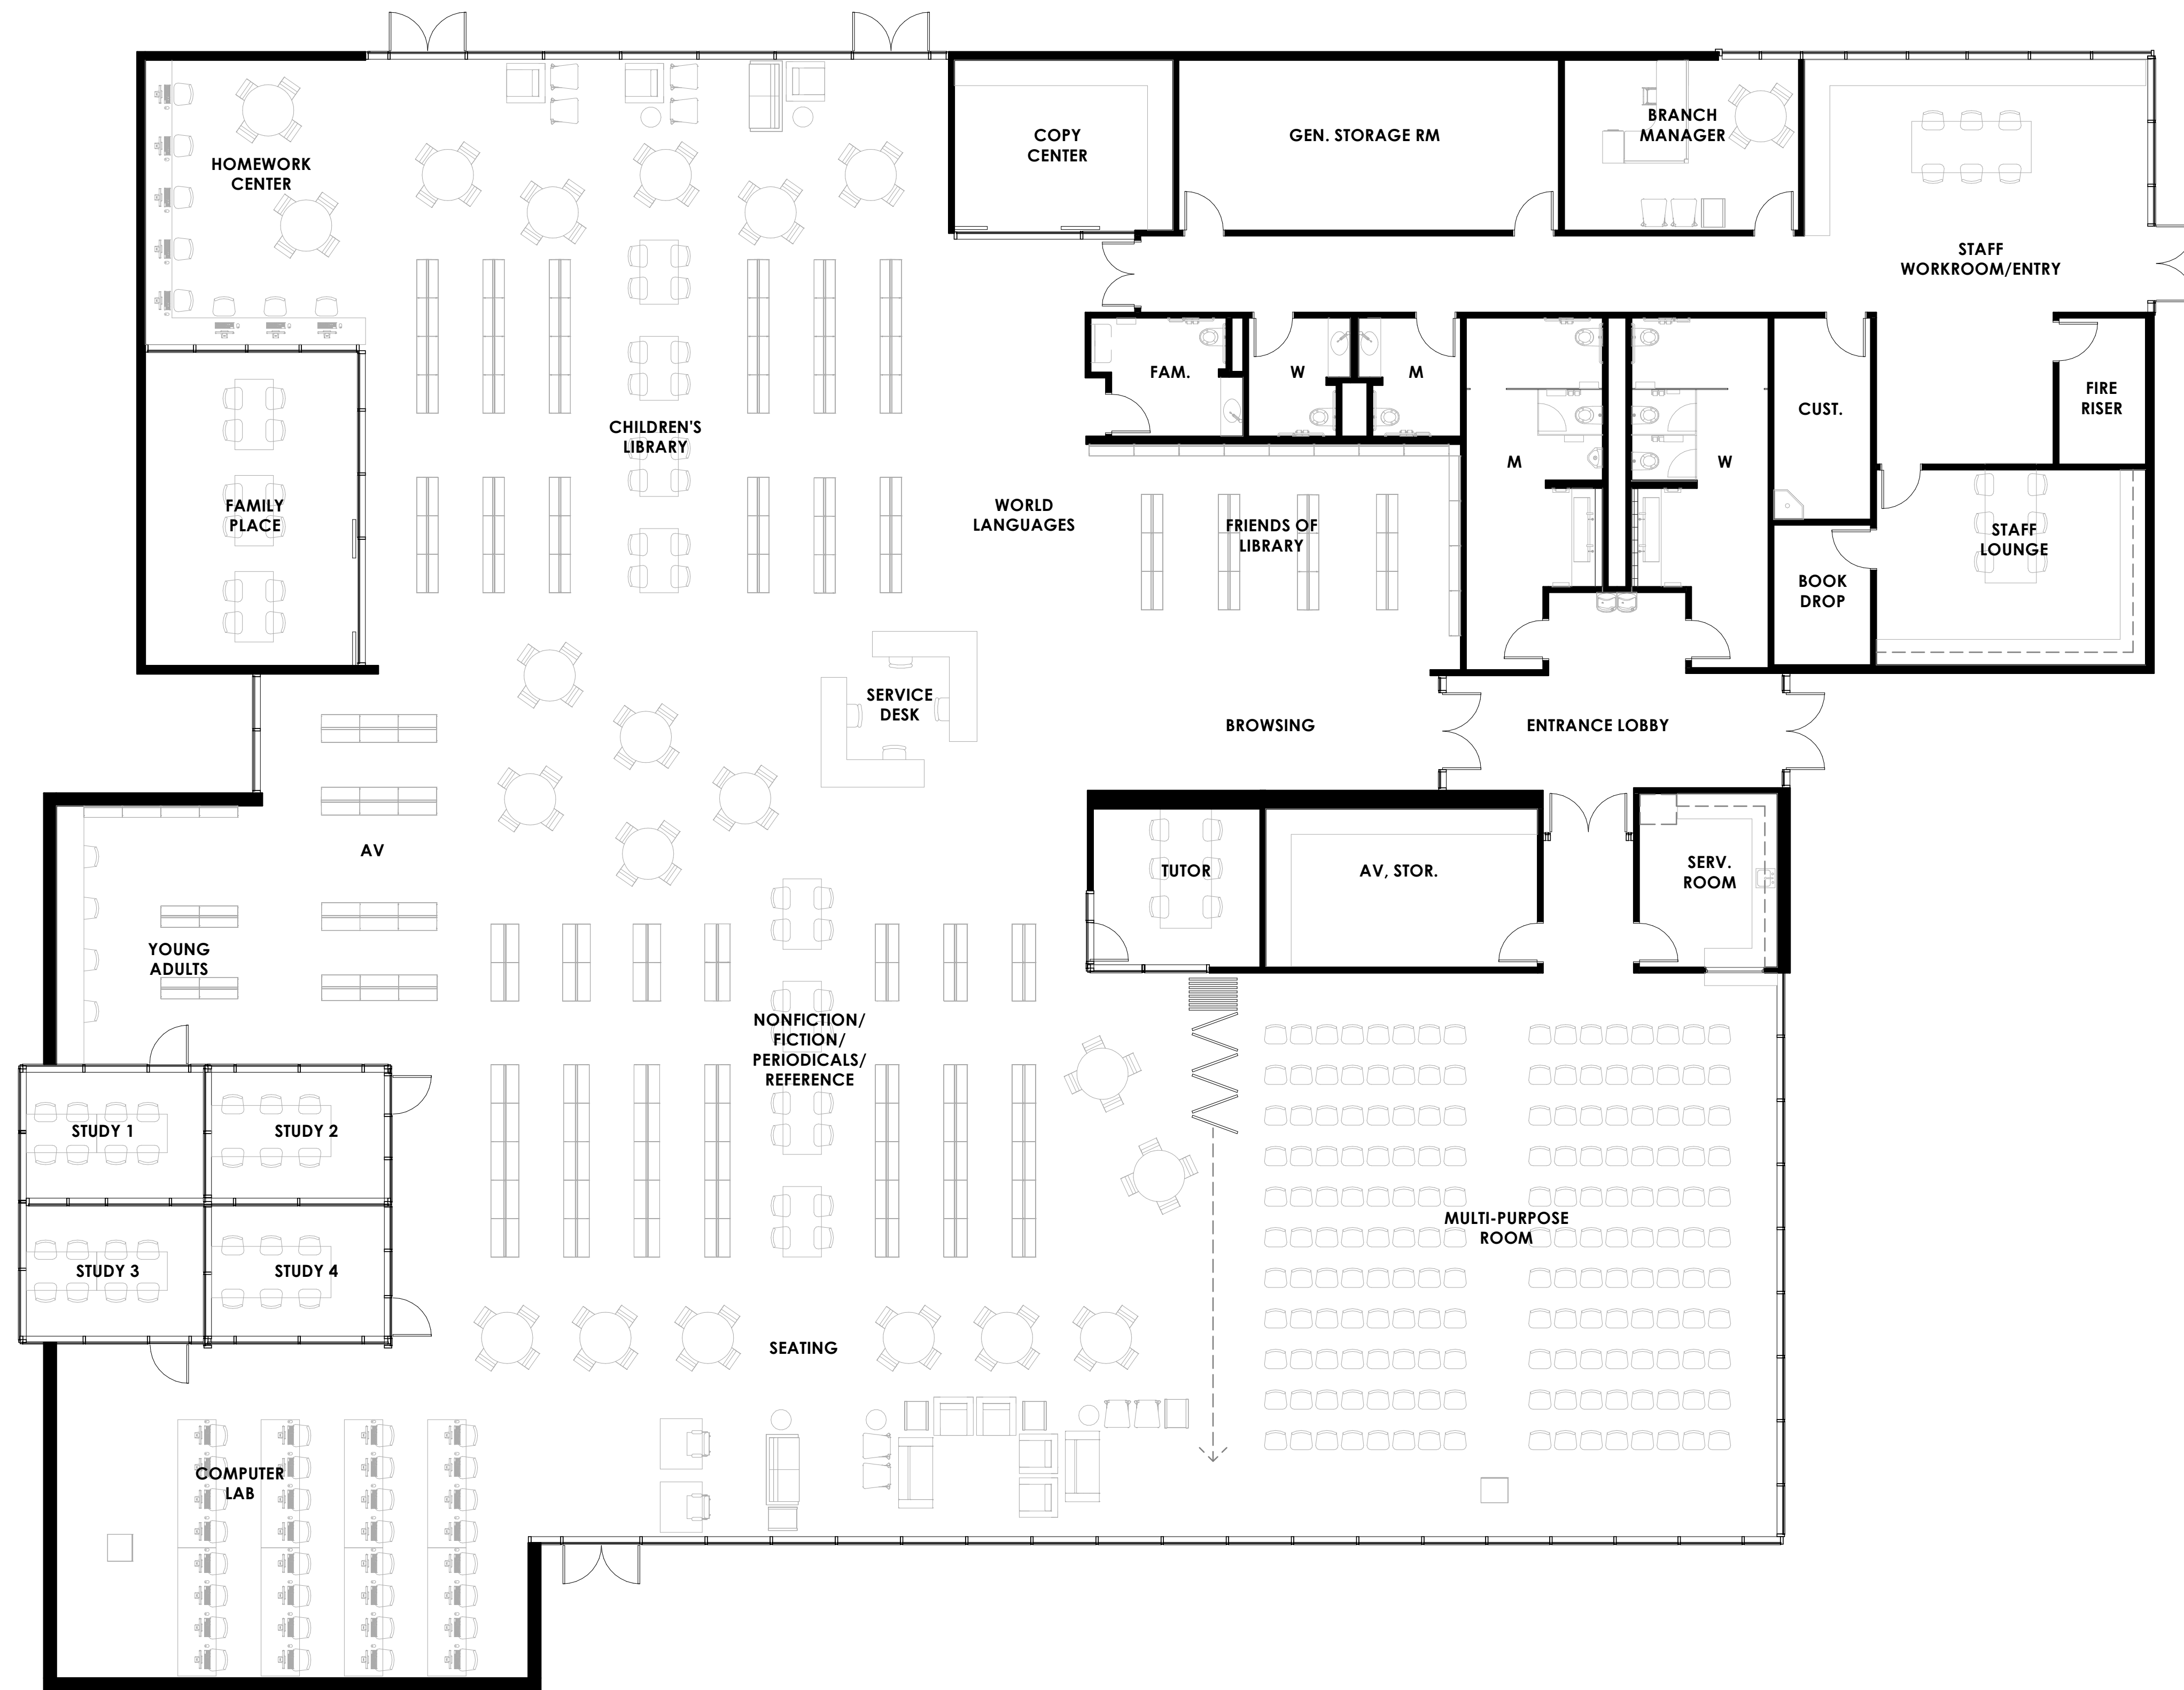 COPY
CENTER
GEN. STORAGE RM
BRANCH
MANAGER
HOMEWORK
CENTER
STAFF
WORKROOM/ENTRY
FAM.
W
M
FIRE
RISER
CUST.
CHILDREN'S
LIBRARY
M
W
FAMILY
PLACE
WORLD
LANGUAGES
FRIENDS OF
LIBRARY
STAFF
LOUNGE
BOOK
DROP
SERVICE
DESK
BROWSING
ENTRANCE LOBBY
AV
TUTOR
AV, STOR.
SERV.
ROOM
YOUNG
ADULTS
NONFICTION/
FICTION/
PERIODICALS/
REFERENCE
STUDY 1
STUDY 2
MULTI-PURPOSE
ROOM
STUDY 3
STUDY 4
SEATING
COMPUTER
LAB